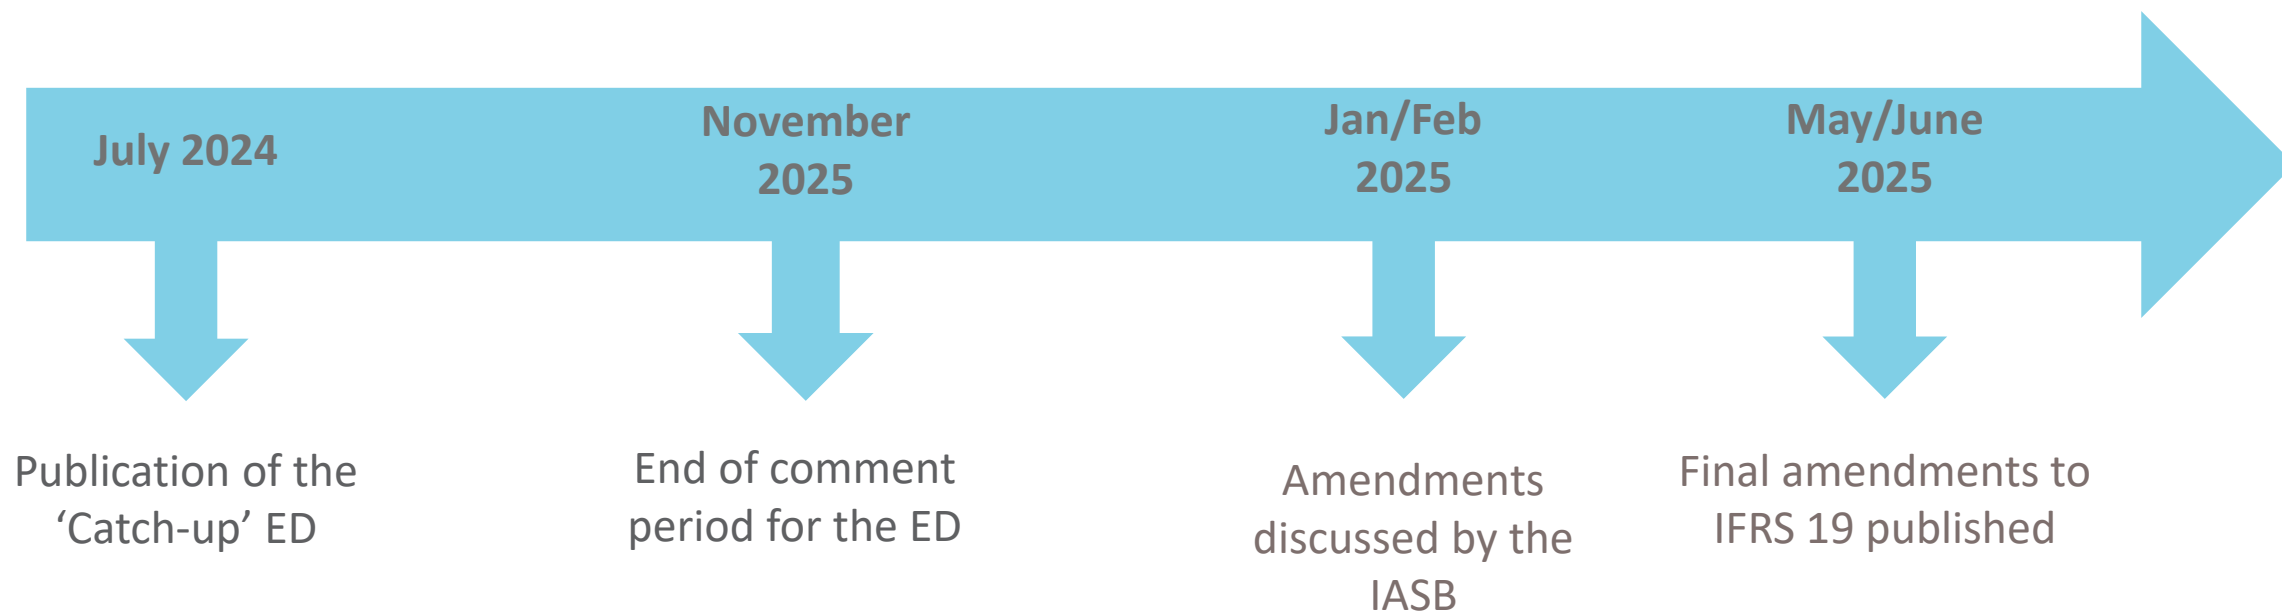 July 2024
November
2025
Jan/Feb
2025
May/June
2025
Publication of the
‘Catch-up’ ED
End of comment
period for the ED
Amendments
discussed by the
IASB
Final amendments to
IFRS 19 published